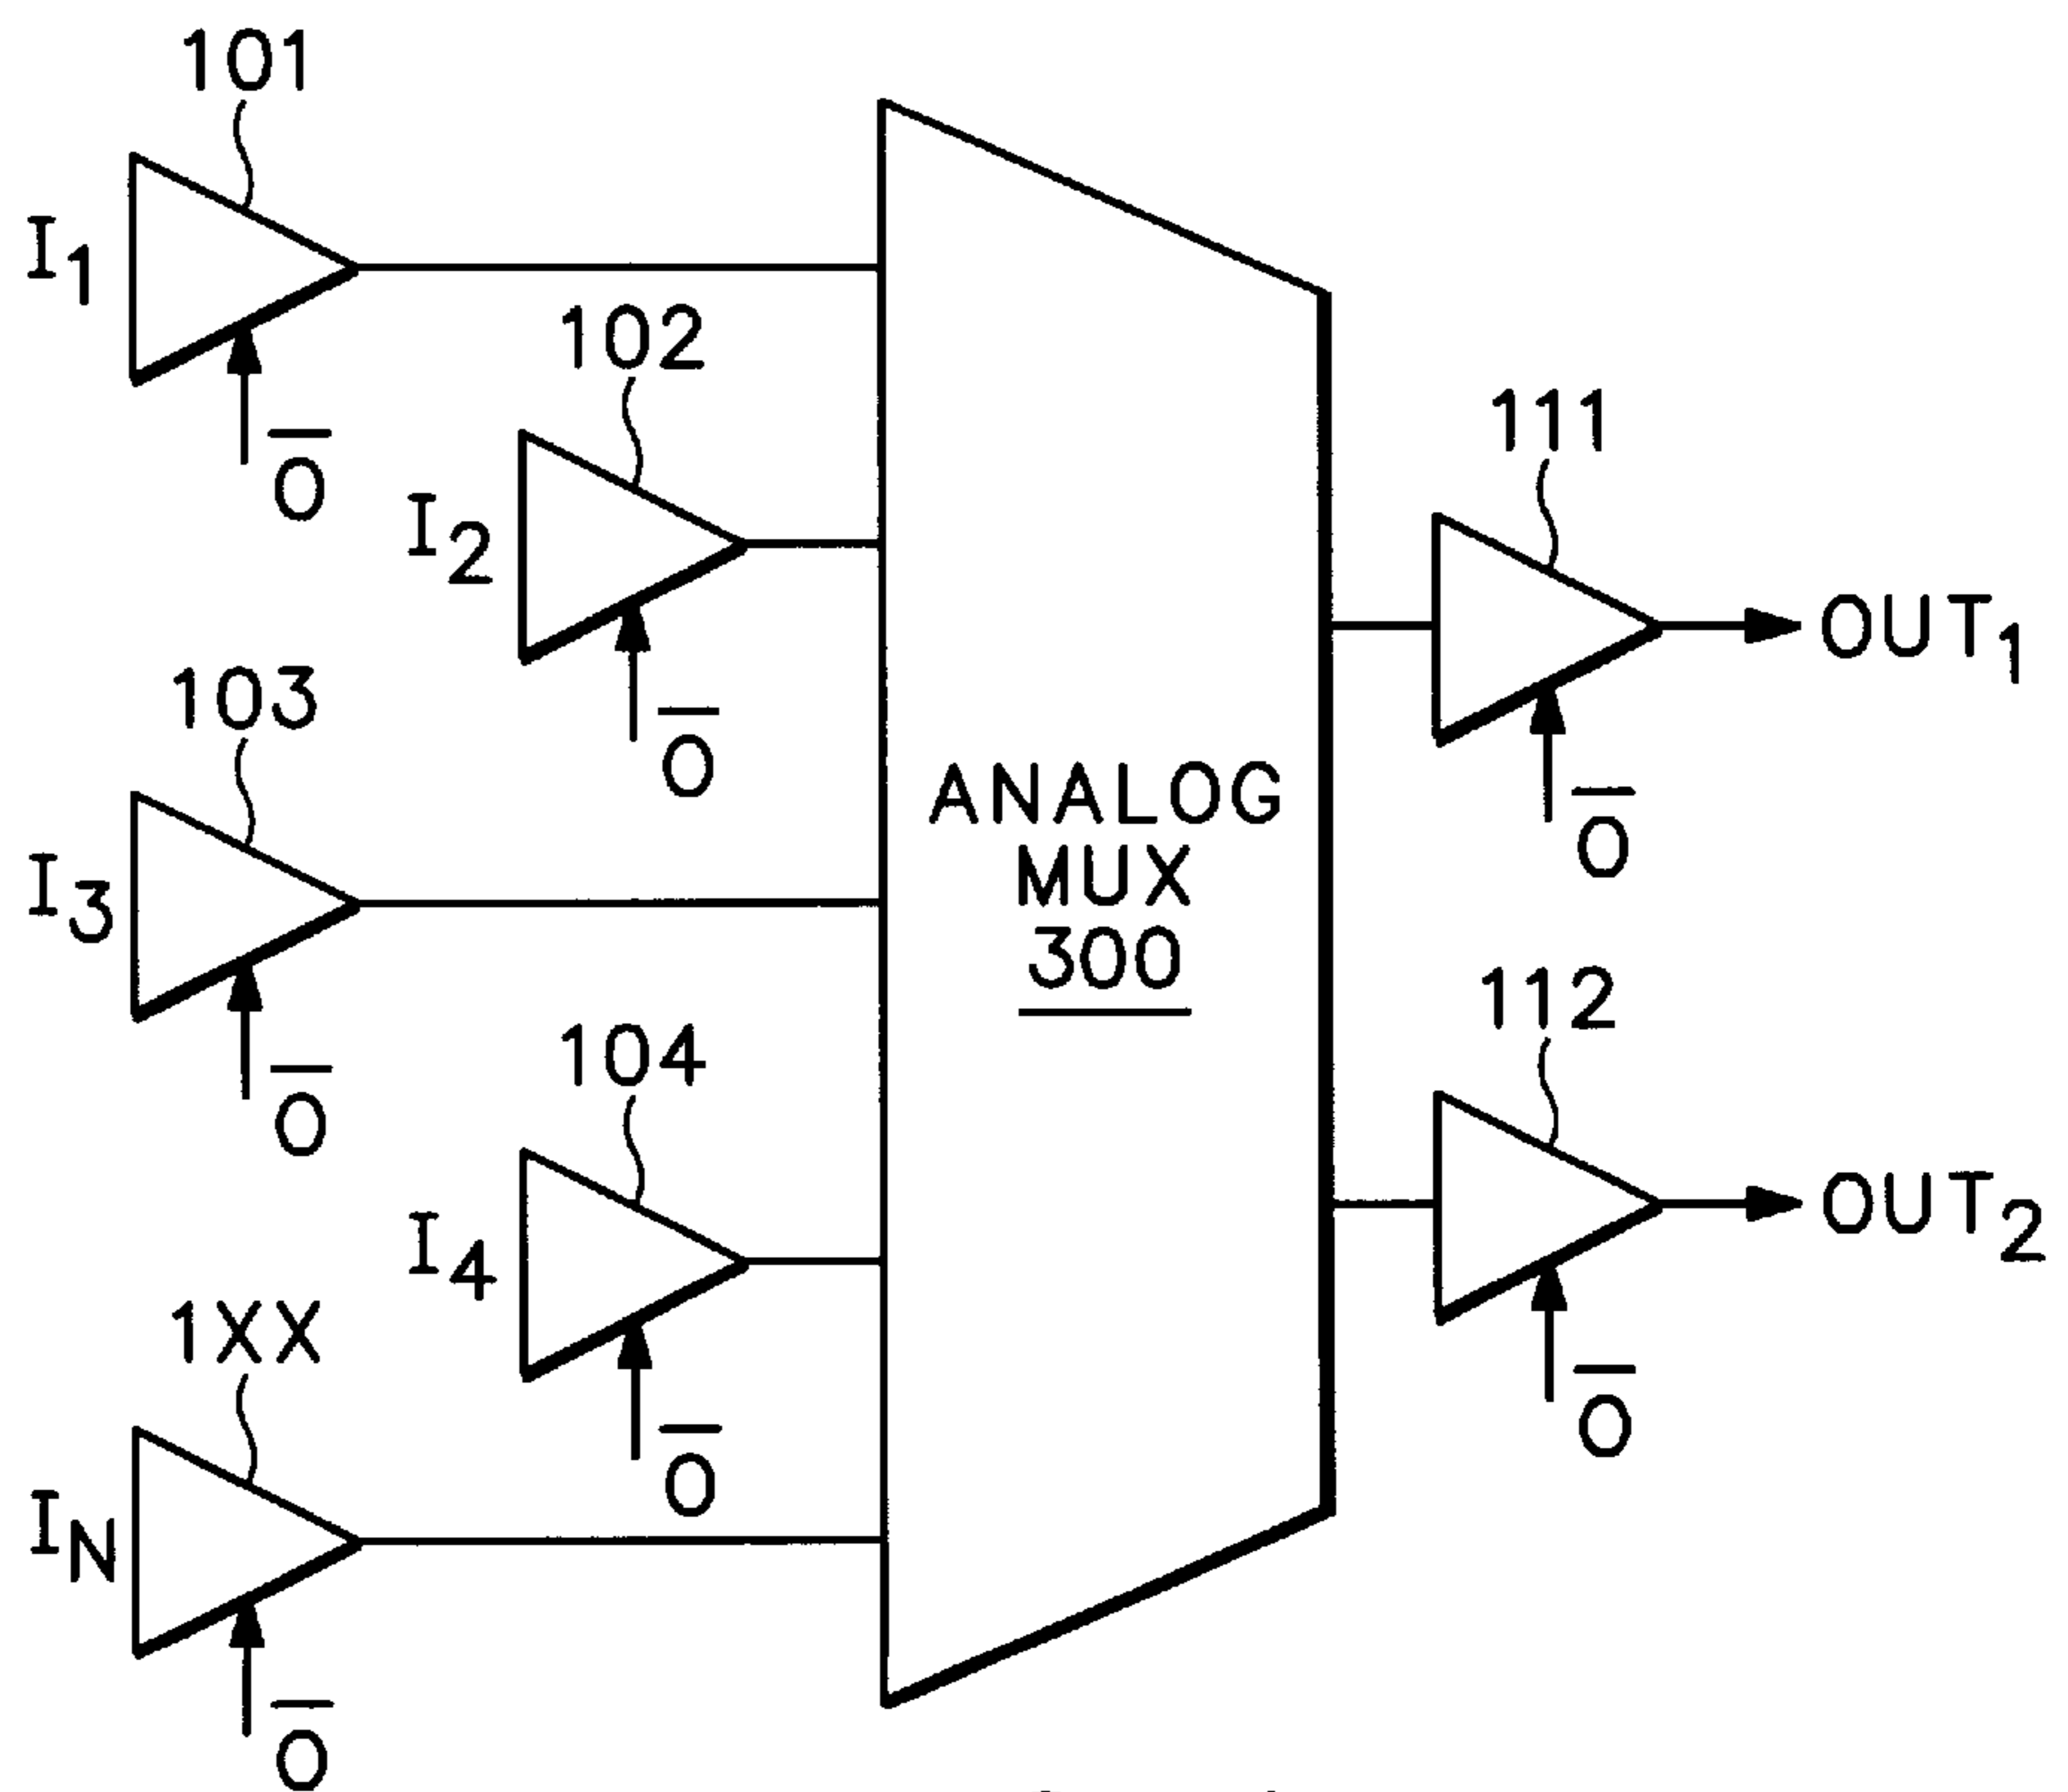 101
I1
O̅
102
I2
O̅
103
I3
O̅
104
I4
O̅
1XX
IN
O̅
ANALOG
MUX
300
111
OUT1
O̅
112
OUT2
O̅